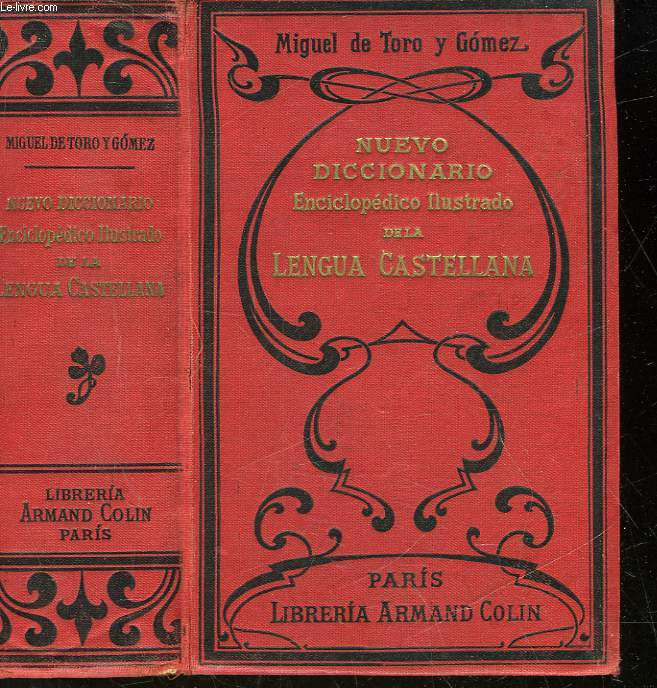 Le-livre.com
MIGUEL DE TORO Y GÓMEZ
NUEVO DICCIONARIO
Enciclopédico Ilustrado
DE LA
LENGUA CASTELLANA
LIBRERÍA
ARMAND COLIN
PARÍS
Miguel de Toro y Gómez
NUEVO
DICCIONARIO
Enciclopédico Ilustrado
DE LA
LENGUA CASTELLANA
PARÍS
LIBRERÍA ARMAND COLIN